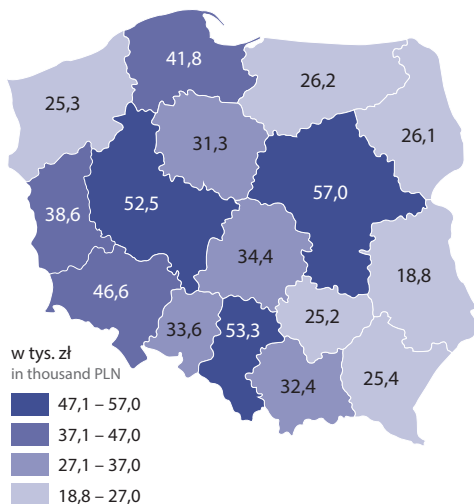 41,8
26,2
25,3
26,1
31,3
57,0
52,5
38,6
34,4
18,8
46,6
25,2
33,6
53,3
25,4
32,4
w tys. zł
in thousand PLN
47,1 – 57,0
37,1 – 47,0
27,1 – 37,0
18,8 – 27,0